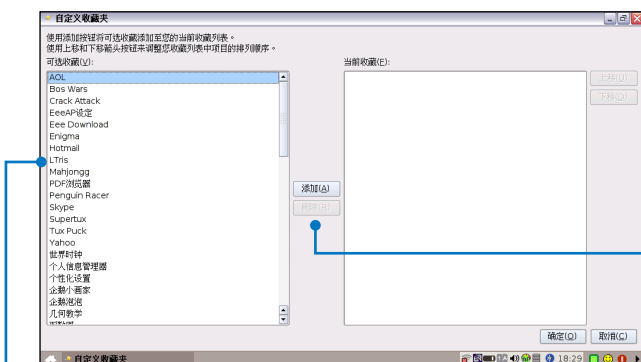 自定义收藏夹
使用添加按钮将可选收藏添加至您的当前收藏列表。
使用上移和下移箭头按钮来调整您收藏列表中项目的排列顺序。
可选收藏(V):
当前收藏(F):
AOL
Bos Wars
Crack Attack
EeeAP设定
Eee Download
Enigma
Hotmail
LTris
Mahjongg
PDF浏览器
Penguin Racer
Skype
Supertux
Tux Puck
Yahoo
世界时钟
个人信息管理器
个性化设置
企鹅小画家
企鹅泡泡
几何教学
上移(U)
下移(D)
添加(A)
删除(R)
确定(O)
取消(C)
自定义收藏夹
18:29